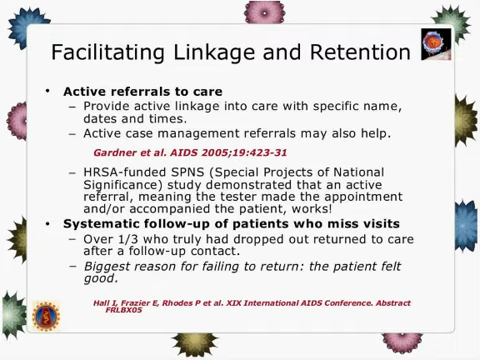 Facilitating Linkage and Retention
• Active referrals to care
– Provide active linkage into care with specific name,
dates and times.
– Active case management referrals may also help.
Gardner et al. AIDS 2005;19:423-31
– HRSA-funded SPNS (Special Projects of National
Significance) study demonstrated that an active
referral, meaning the tester made the appointment
and/or accompanied the patient, works!
• Systematic follow-up of patients who miss visits
– Over 1/3 who truly had dropped out returned to care
after a follow-up contact.
– Biggest reason for failing to return: the patient felt
good.
Hall I, Frazier E, Rhodes P et al. XIX International AIDS Conference. Abstract
FRLBX05